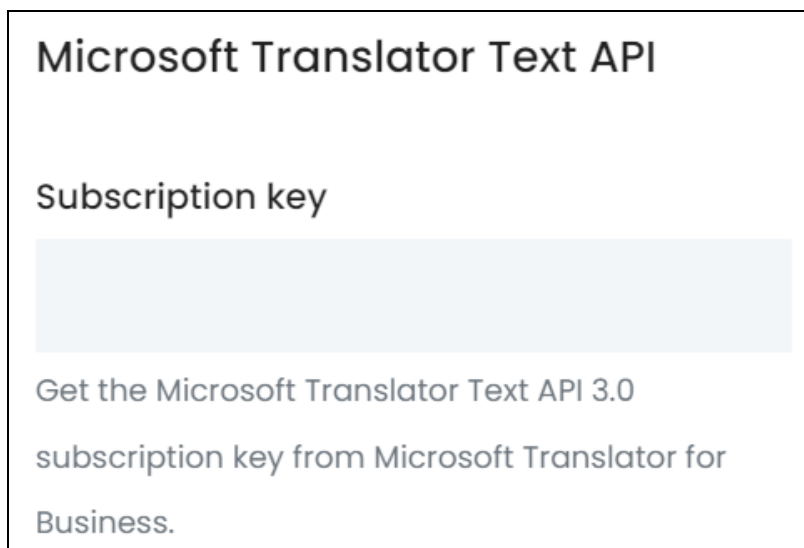 Microsoft Translator Text API
Subscription key
Get the Microsoft Translator Text API 3.0
subscription key from Microsoft Translator for
Business.